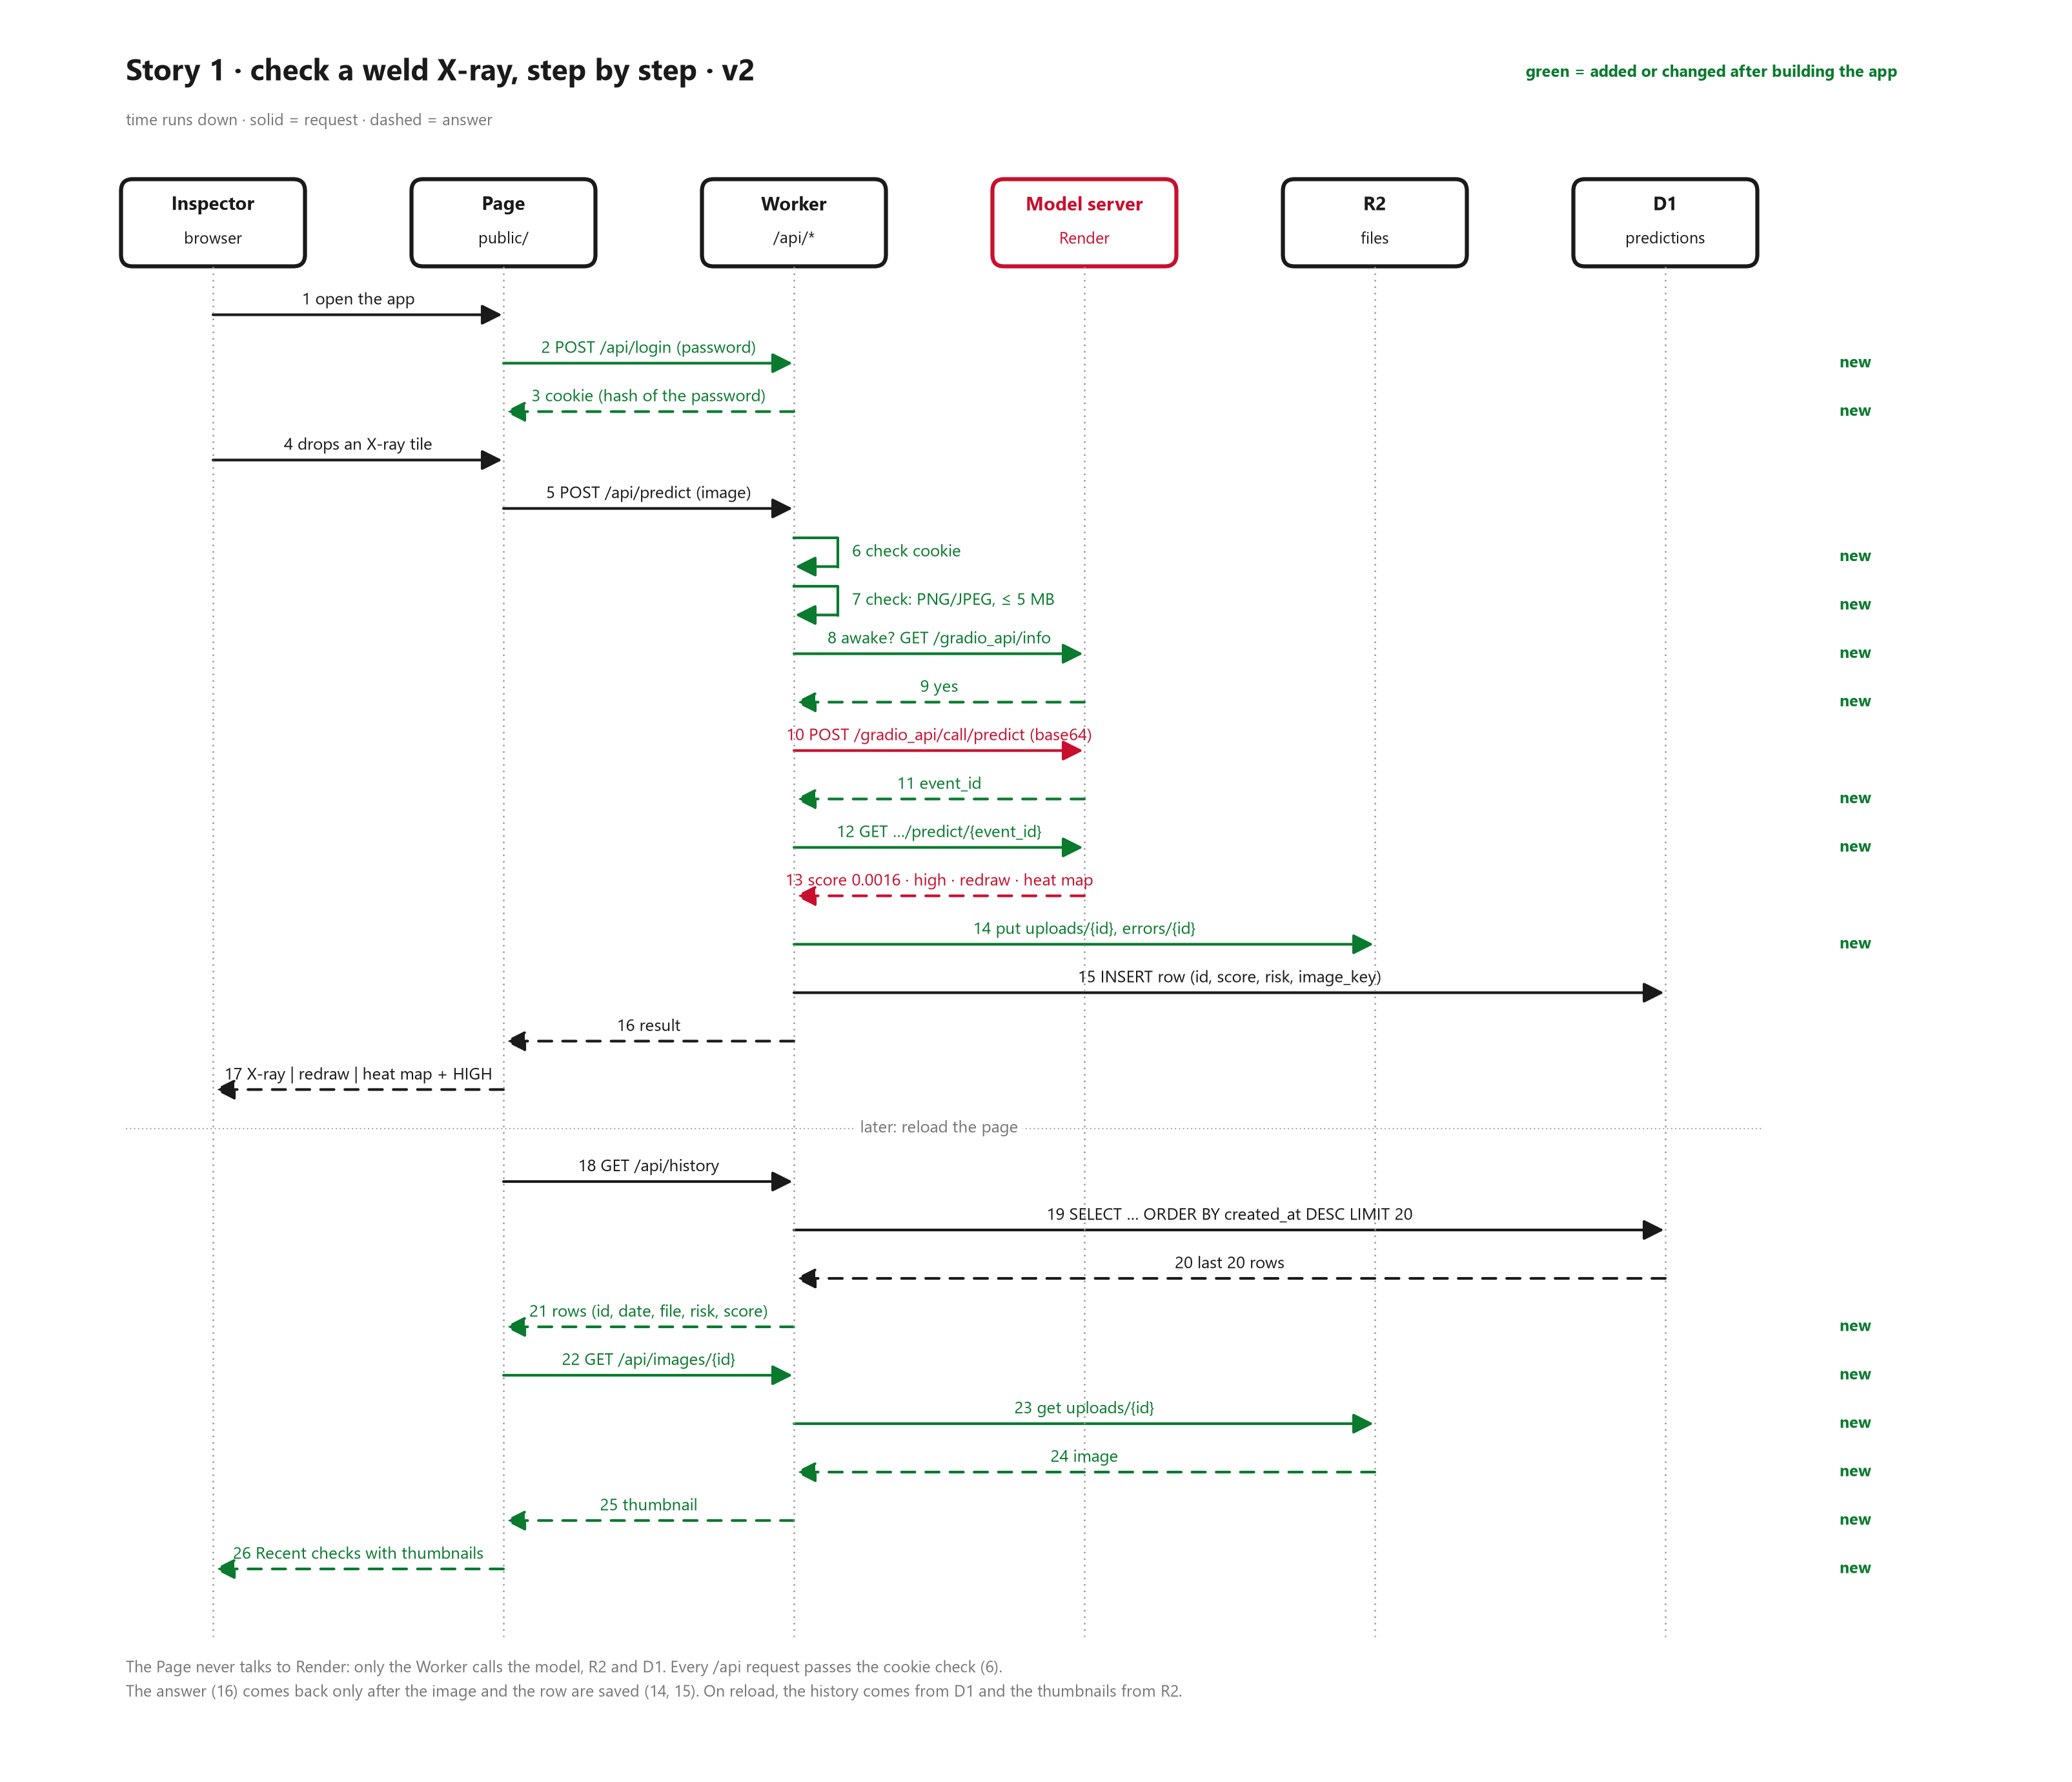 Story 1 · check a weld X-ray, step by step · v2
green = added or changed after building the app
time runs down · solid = request · dashed = answer
Inspector
browser
Page
public/
Worker
/api/*
Model server
Render
R2
files
D1
predictions
1 open the app
2 POST /api/login (password)
new
3 cookie (hash of the password)
new
4 drops an X-ray tile
5 POST /api/predict (image)
6 check cookie
new
7 check: PNG/JPEG, ≤ 5 MB
new
8 awake? GET /gradio_api/info
new
9 yes
new
10 POST /gradio_api/call/predict (base64)
11 event_id
new
12 GET .../predict/{event_id}
new
13 score 0.0016 · high · redraw · heat map
14 put uploads/{id}, errors/{id}
new
15 INSERT row (id, score, risk, image_key)
16 result
17 X-ray | redraw | heat map + HIGH
later: reload the page
18 GET /api/history
19 SELECT ... ORDER BY created_at DESC LIMIT 20
20 last 20 rows
21 rows (id, date, file, risk, score)
new
22 GET /api/images/{id}
new
23 get uploads/{id}
new
24 image
new
25 thumbnail
new
26 Recent checks with thumbnails
new
The Page never talks to Render: only the Worker calls the model, R2 and D1. Every /api request passes the cookie check (6).
The answer (16) comes back only after the image and the row are saved (14, 15). On reload, the history comes from D1 and the thumbnails from R2.